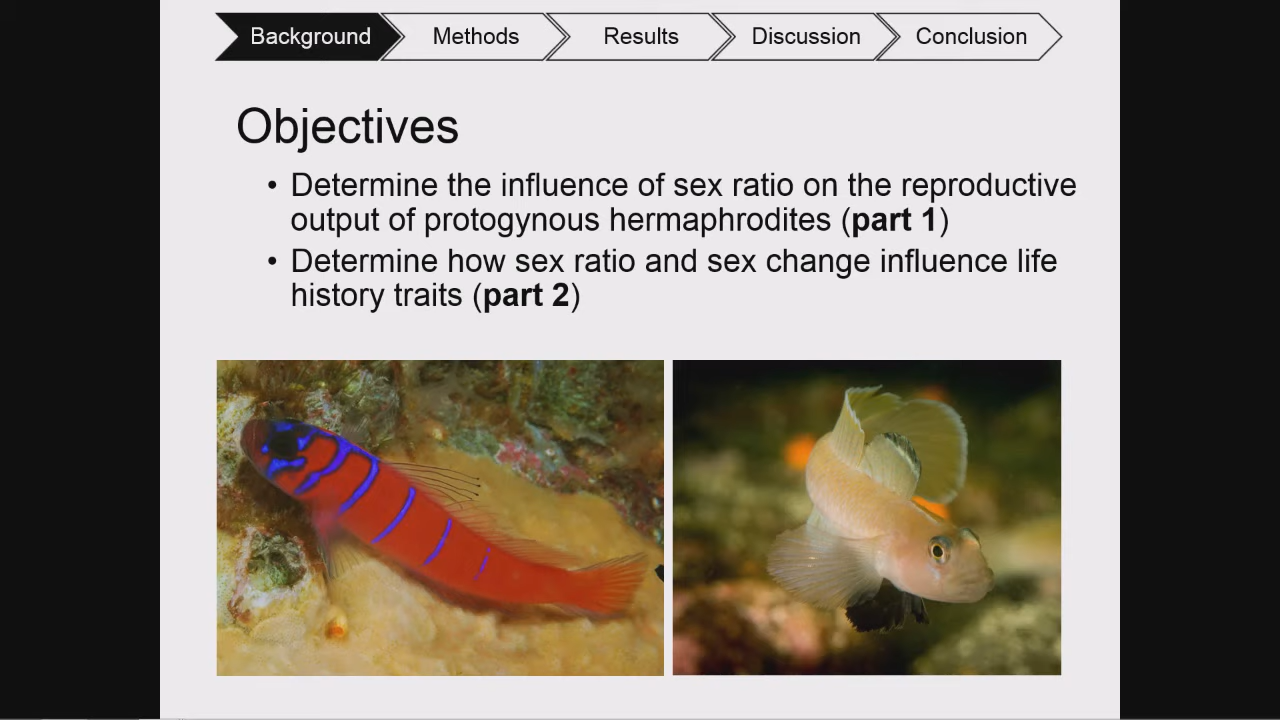 Background
Methods
Results
Discussion
Conclusion
Objectives
• Determine the influence of sex ratio on the reproductive
output of protogynous hermaphrodites (part 1)
• Determine how sex ratio and sex change influence life
history traits (part 2)